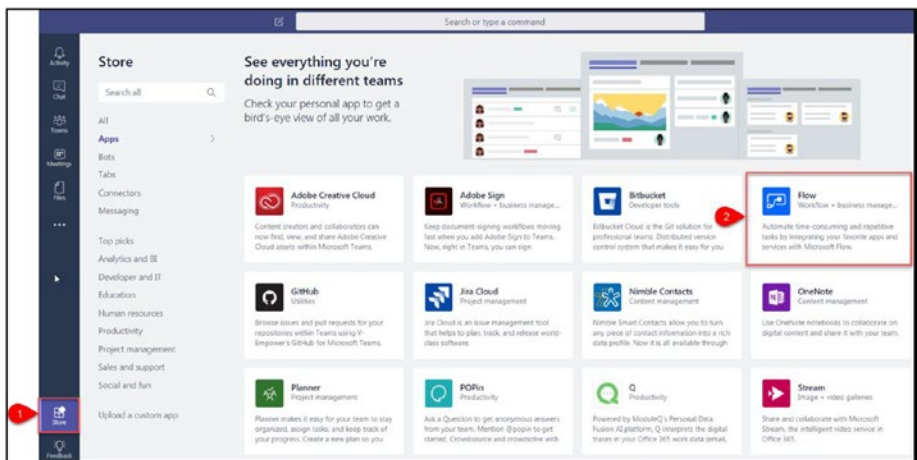 Search or type a command
Activity
Chat
Teams
Meetings
Files
Store
Search all
All
Apps
Bots
Tabs
Connectors
Messaging
Top picks
Analytics and BI
Developer and IT
Education
Human resources
Productivity
Project management
Sales and support
Social and fun
Upload a custom app
1
Store
Feedback
See everything you're
doing in different teams
Check your personal app to get a
bird's-eye view of all your work.
Adobe Creative Cloud
Productivity
Content creators and collaborators can
now find, view, and share Adobe Creative
Cloud assets within Microsoft Teams.
Adobe Sign
Workflow + business manage...
Keep document-signing workflows moving
fast when you add Adobe Sign to Teams.
Now, right in Teams, you can sign
Bitbucket
Developer tools
Bitbucket Cloud is the Git solution for
professional teams. Distributed version
control system that makes it easy for you
2
Flow
Workflow + business manage...
Automate time-consuming and repetitive
tasks by integrating your favorite apps and
services with Microsoft Flow.
GitHub
Utilities
Browse issues and pull requests for your
repositories within Teams using V-
Empower's GitHub for Microsoft Teams.
Jira Cloud
Project management
Jira Cloud is an issue management tool
that helps to plan, track, and release world-
class software.
Nimble Contacts
Content management
Nimble Smart Contacts allow you to turn
any piece of contact information into a rich
data profile. Now it is all available through
OneNote
Content management
Use OneNote notebooks to collaborate on
digital content and share it with your team.
Planner
Project management
Planner makes it easy for your team to stay
organized, assign tasks, and keep track of
your progress. Create a new plan so you
POPin
Productivity
Ask a Question to get anonymous answers
from your team. Mention @popin to get
started. Crowdsource and crowdsolve with
Q
Productivity
Powered by ModuleQ's Personal Data
Fusion AI platform, Q interprets the digital
traces in your Office 365 work data (email,
Stream
Image + video galleries
Share and collaborate with Microsoft
Stream, the intelligent video service in
Office 365.